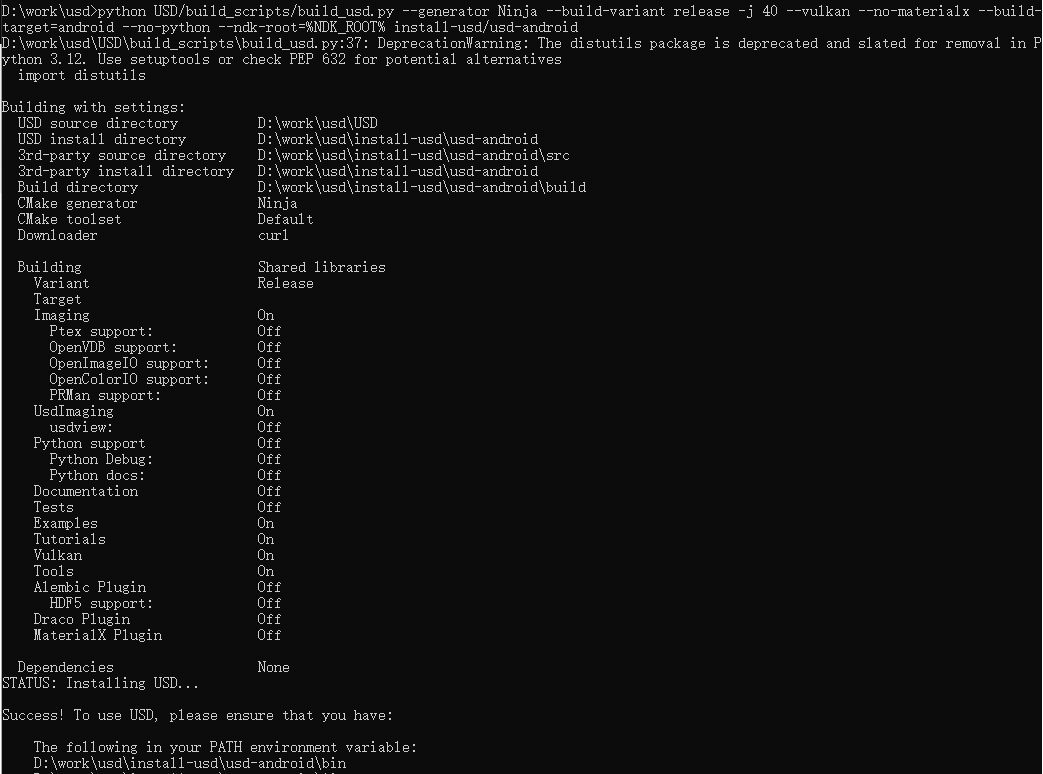 D:\work\usd>python USD/build_scripts/build_usd.py --generator Ninja --build-variant release -j 40 --vulkan --no-materialx --build-
target=android --no-python --ndk-root=%NDK_ROOT% install-usd/usd-android
D:\work\usd\USD\build_scripts\build_usd.py:37: DeprecationWarning: The distutils package is deprecated and slated for removal in P
ython 3.12. Use setuptools or check PEP 632 for potential alternatives
  import distutils

Building with settings:
  USD source directory          D:\work\usd\USD
  USD install directory         D:\work\usd\install-usd\usd-android
  3rd-party source directory    D:\work\usd\install-usd\usd-android\src
  3rd-party install directory   D:\work\usd\install-usd\usd-android
  Build directory               D:\work\usd\install-usd\usd-android\build
  CMake generator               Ninja
  CMake toolset                 Default
  Downloader                    curl

  Building                      Shared libraries
    Variant                     Release
    Target
    Imaging                     On
      Ptex support:             Off
      OpenVDB support:          Off
      OpenImageIO support:      Off
      OpenColorIO support:      Off
      PRMan support:            Off
    UsdImaging                  On
      usdview:                  Off
    Python support              Off
      Python Debug:             Off
      Python docs:              Off
    Documentation               Off
    Tests                       Off
    Examples                    On
    Tutorials                   On
    Vulkan                      On
    Tools                       On
    Alembic Plugin              Off
      HDF5 support:             Off
    Draco Plugin                Off
    MaterialX Plugin            Off

  Dependencies                  None
STATUS: Installing USD...

Success! To use USD, please ensure that you have:

    The following in your PATH environment variable:
    D:\work\usd\install-usd\usd-android\bin